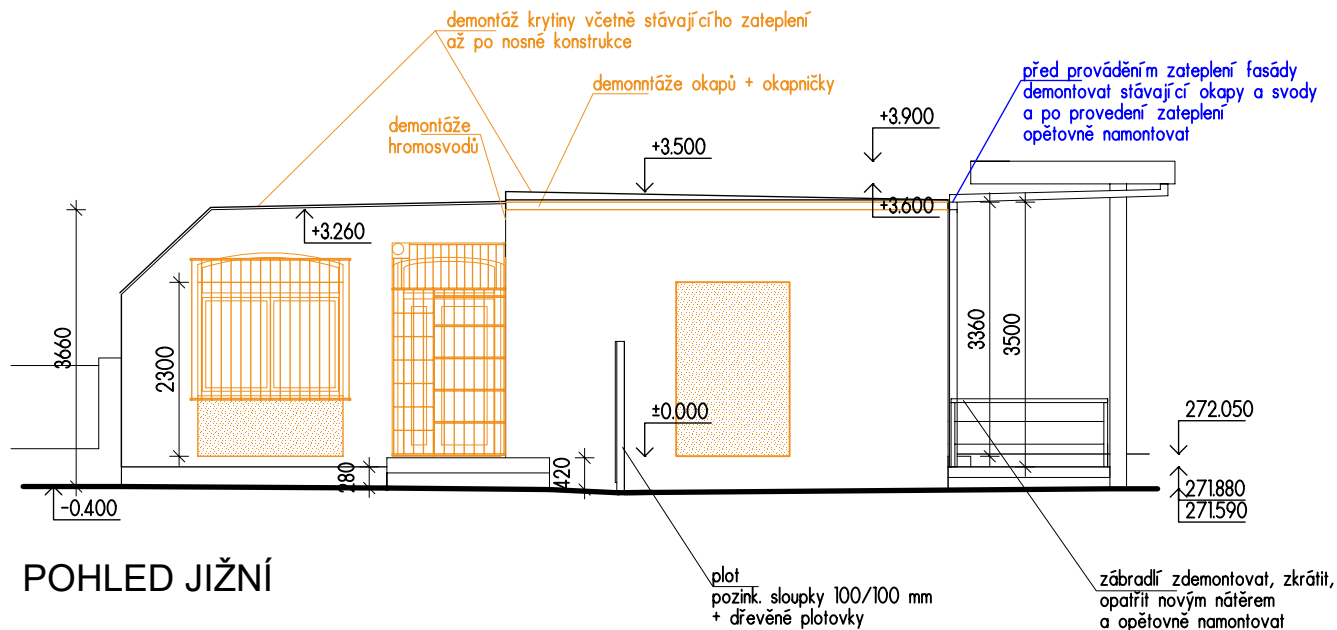 demontáž krytiny včetně stávajícího zateplení
až po nosné konstrukce
demonntáže okapů + okapničky
demontáže
hromosvodů
před prováděním zateplení fasády
demontovat stávající okapy a svody
a po provedení zateplení
opětovně namontovat
+3.900
+3.500
+3.600
+3.260
3660
2300
3360
3500
±0.000
272.050
280
420
271.880
271.590
-0.400
POHLED JIŽNÍ
plot
pozink. sloupky 100/100 mm
+ dřevěné plotovky
zábradlí zdemontovat, zkrátit,
opatřit novým nátěrem
a opětovně namontovat